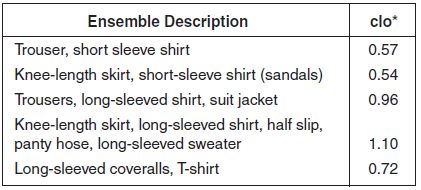 Ensemble Description clo*
Trouser, short sleeve shirt 0.57
Knee-length skirt, short-sleeve shirt (sandals) 0.54
Trousers, long-sleeved shirt, suit jacket 0.96
Knee-length skirt, long-sleeved shirt, half slip,
panty hose, long-sleeved sweater 1.10
Long-sleeved coveralls, T-shirt 0.72